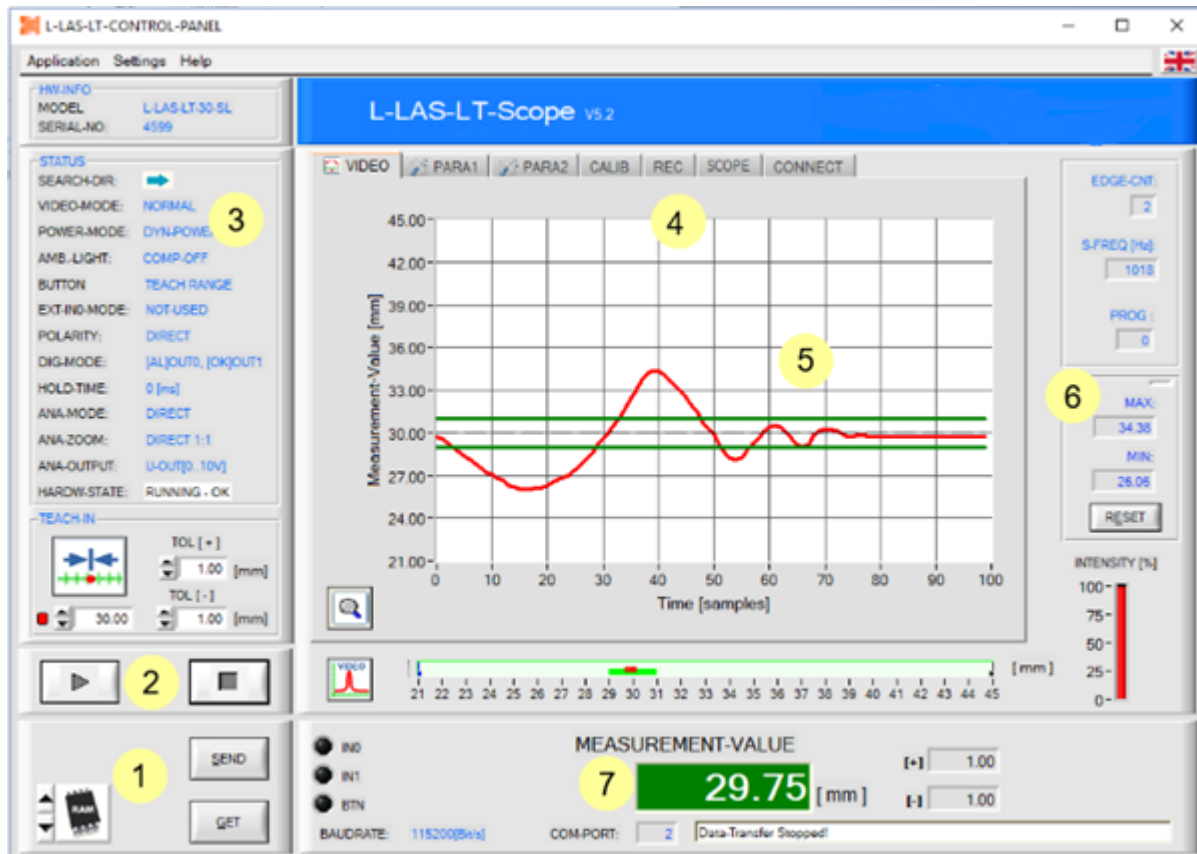 L-LAS-LT-CONTROL-PANEL
Application Settings Help
HW-INFO
MODEL L-LAS-LT-30-SL
SERIAL-NO: 4599
L-LAS-LT-Scope V5.2
STATUS
SEARCH-DIR:
VIDEO-MODE: NORMAL
POWER-MODE: DYN-POWER
AMB.-LIGHT: COMP-OFF
BUTTON TEACH RANGE
EXT-IN0-MODE: NOT-USED
POLARITY: DIRECT
DIG-MODE: [AL]OUT0, [OK]OUT1
HOLD-TIME: 0 [ms]
ANA-MODE: DIRECT
ANA-ZOOM: DIRECT 1:1
ANA-OUTPUT: U-OUT[0..10V]
HARDW-STATE: RUNNING - OK
3
TEACH-IN
TOL [+]
1.00 [mm]
TOL [-]
30.00 1.00 [mm]
2
1
SEND
RAM
GET
VIDEO PARA1 PARA2 CALIB REC SCOPE CONNECT
4
5
Measurement-Value [mm]
45.00
42.00
39.00
36.00
33.00
30.00
27.00
24.00
21.00
0 10 20 30 40 50 60 70 80 90 100
Time [samples]
VIDEO
21 22 23 24 25 26 27 28 29 30 31 32 33 34 35 36 37 38 39 40 41 42 43 44 45
[mm]
EDGE-CNT:
2
S-FREQ [Hz]:
1018
PROG :
0
6
MAX:
34.38
MIN:
26.06
RESET
INTENSITY [%]
100
75
50
25
0
IN0
IN1
BTN
MEASUREMENT-VALUE
7
29.75 [mm]
[+] 1.00
[-] 1.00
BAUDRATE: 115200[Bit/s] COM-PORT: 2 Data-Transfer Stopped!